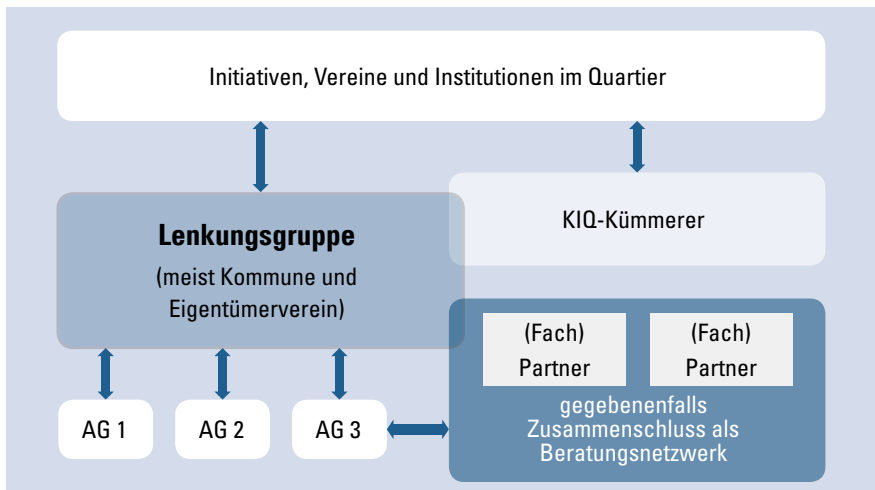 Initiativen, Vereine und Institutionen im Quartier
Lenkungsgruppe
(meist Kommune und
Eigentümerverein)
KIQ-Kümmerer
(Fach)
Partner
(Fach)
Partner
gegebenenfalls
Zusammenschluss als
Beratungsnetzwerk
AG 1
AG 2
AG 3